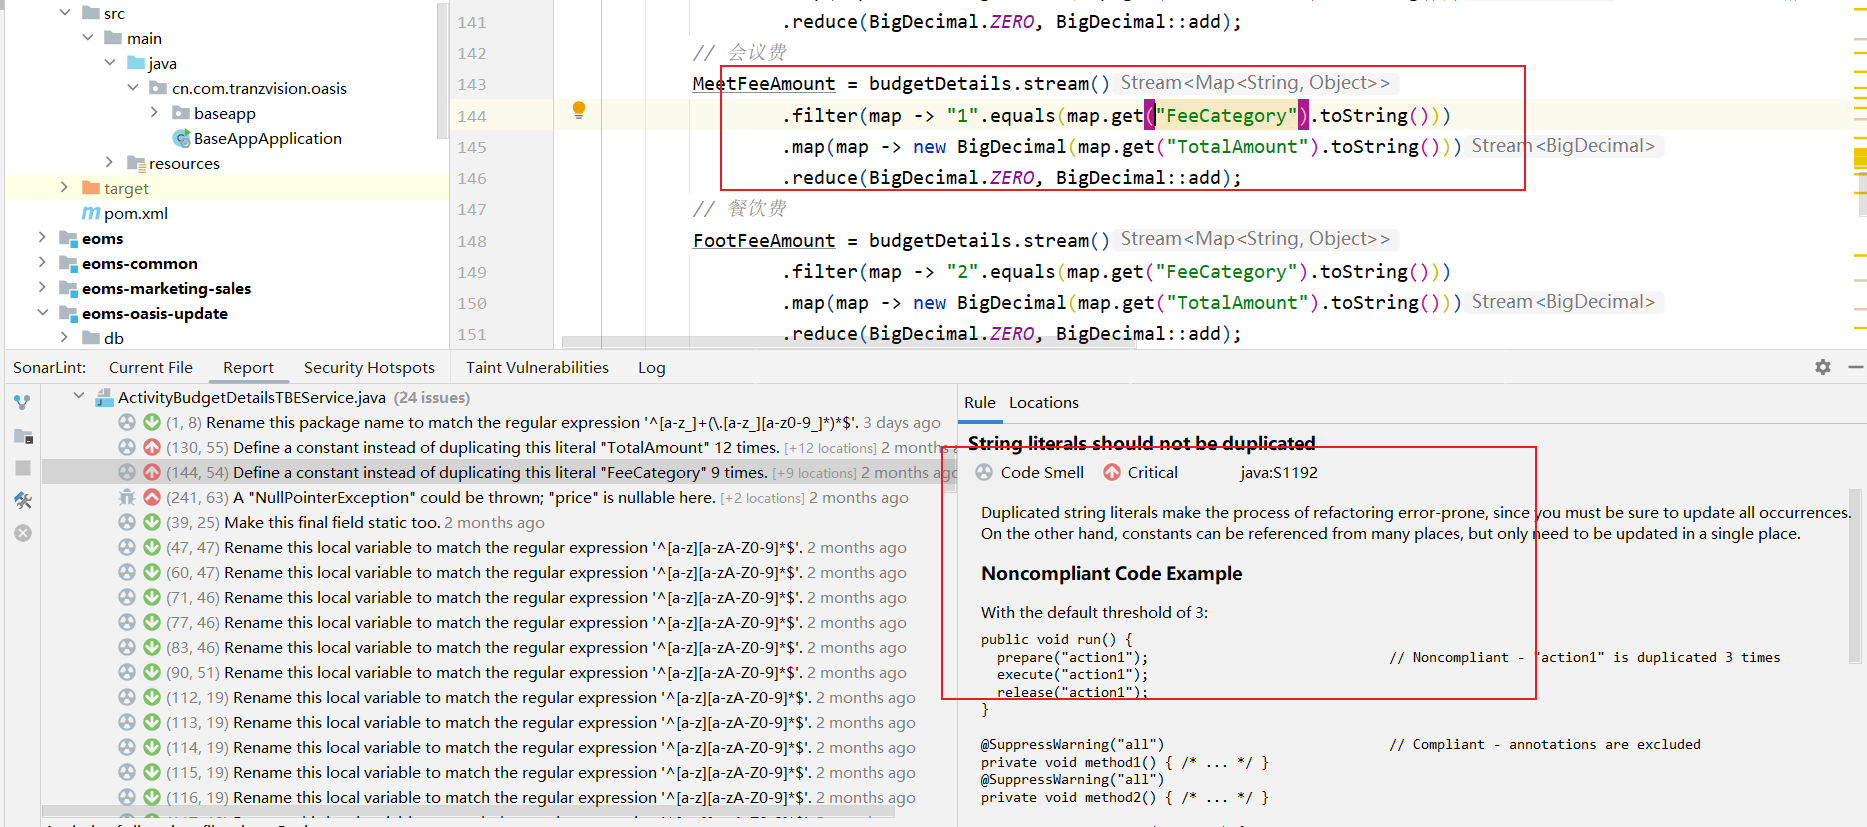 src
main
java
cn.com.tranzvision.oasis
baseapp
BaseAppApplication
resources
target
pom.xml
eoms
eoms-common
eoms-marketing-sales
eoms-oasis-update
db
141 .reduce(BigDecimal.ZERO, BigDecimal::add);
142 // 会议费
143 MeetFeeAmount = budgetDetails.stream() Stream<Map<String, Object>>
144 .filter(map -> "1".equals(map.get("FeeCategory").toString()))
145 .map(map -> new BigDecimal(map.get("TotalAmount").toString())) Stream<BigDecimal>
146 .reduce(BigDecimal.ZERO, BigDecimal::add);
147 // 餐饮费
148 FootFeeAmount = budgetDetails.stream() Stream<Map<String, Object>>
149 .filter(map -> "2".equals(map.get("FeeCategory").toString()))
150 .map(map -> new BigDecimal(map.get("TotalAmount").toString())) Stream<BigDecimal>
151 .reduce(BigDecimal.ZERO, BigDecimal::add);
SonarLint: Current File Report Security Hotspots Taint Vulnerabilities Log
ActivityBudgetDetailsTBEService.java (24 issues)
(1, 8) Rename this package name to match the regular expression '^[a-z_]+(\.[a-z_][a-z0-9_]*)*$'. 3 days ago
(130, 55) Define a constant instead of duplicating this literal "TotalAmount" 12 times. [+12 locations] 2 months
(144, 54) Define a constant instead of duplicating this literal "FeeCategory" 9 times. [+9 locations] 2 months ago
(241, 63) A "NullPointerException" could be thrown; "price" is nullable here. [+2 locations] 2 months ago
(39, 25) Make this final field static too. 2 months ago
(47, 47) Rename this local variable to match the regular expression '^[a-z][a-zA-Z0-9]*$'. 2 months ago
(60, 47) Rename this local variable to match the regular expression '^[a-z][a-zA-Z0-9]*$'. 2 months ago
(71, 46) Rename this local variable to match the regular expression '^[a-z][a-zA-Z0-9]*$'. 2 months ago
(77, 46) Rename this local variable to match the regular expression '^[a-z][a-zA-Z0-9]*$'. 2 months ago
(83, 46) Rename this local variable to match the regular expression '^[a-z][a-zA-Z0-9]*$'. 2 months ago
(90, 51) Rename this local variable to match the regular expression '^[a-z][a-zA-Z0-9]*$'. 2 months ago
(112, 19) Rename this local variable to match the regular expression '^[a-z][a-zA-Z0-9]*$'. 2 months ago
(113, 19) Rename this local variable to match the regular expression '^[a-z][a-zA-Z0-9]*$'. 2 months ago
(114, 19) Rename this local variable to match the regular expression '^[a-z][a-zA-Z0-9]*$'. 2 months ago
(115, 19) Rename this local variable to match the regular expression '^[a-z][a-zA-Z0-9]*$'. 2 months ago
(116, 19) Rename this local variable to match the regular expression '^[a-z][a-zA-Z0-9]*$'. 2 months ago
Rule Locations
String literals should not be duplicated
Code Smell Critical java:S1192
Duplicated string literals make the process of refactoring error-prone, since you must be sure to update all occurrences.
On the other hand, constants can be referenced from many places, but only need to be updated in a single place.
Noncompliant Code Example
With the default threshold of 3:
public void run() {
prepare("action1"); // Noncompliant - "action1" is duplicated 3 times
execute("action1");
release("action1");
}
@SuppressWarning("all") // Compliant - annotations are excluded
private void method1() { /* ... */ }
@SuppressWarning("all")
private void method2() { /* ... */ }